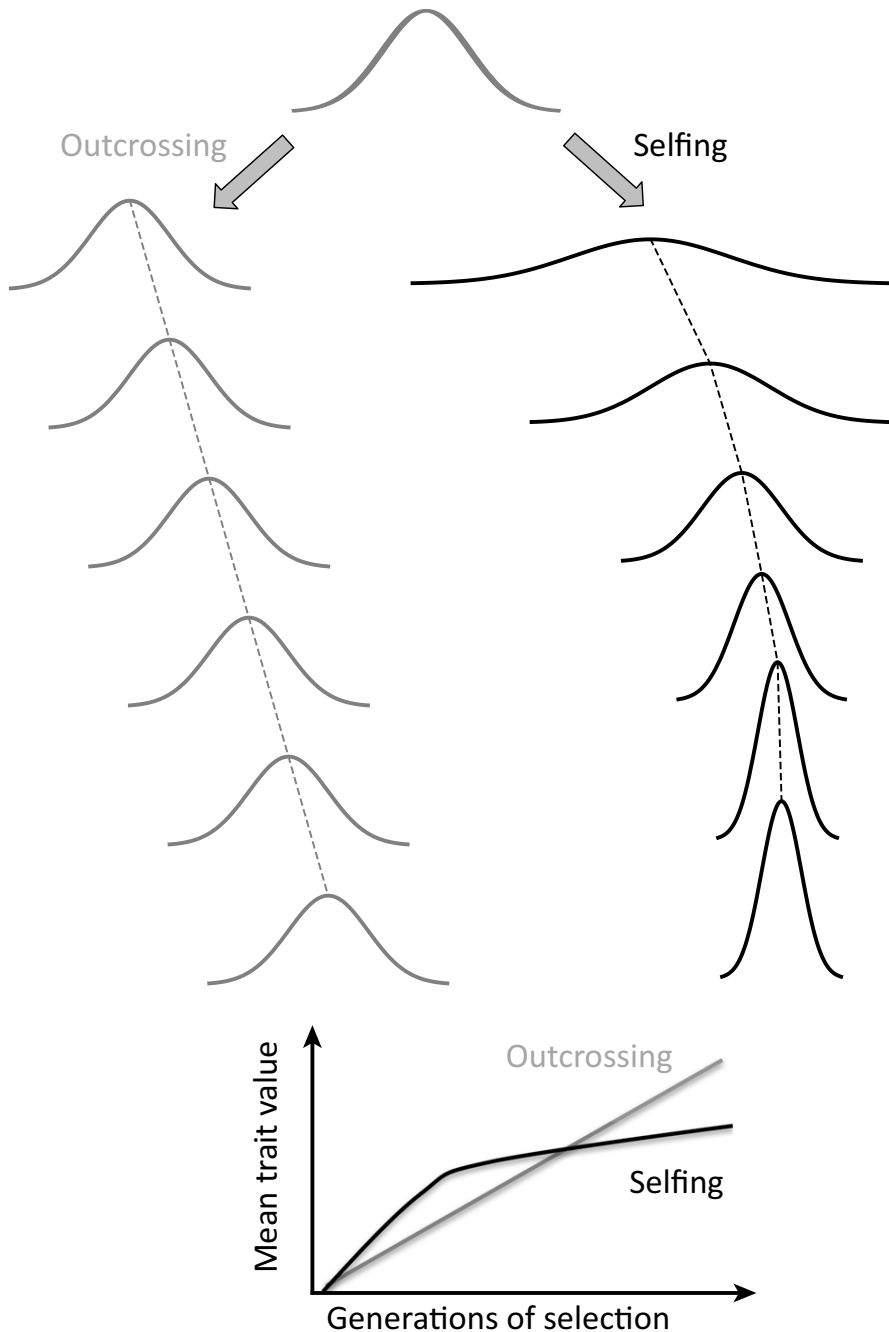 Outcrossing
Selfing
Outcrossing
Mean trait value
Selfing
Generations of selection